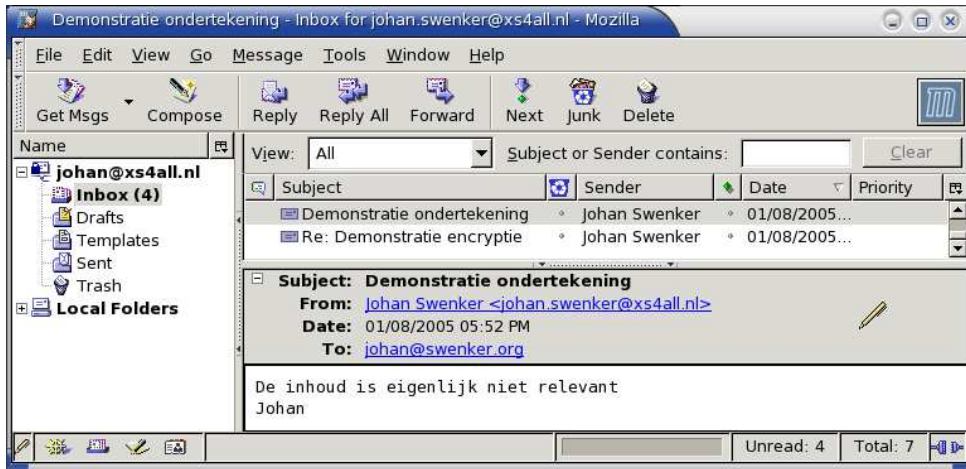 Demonstratie ondertekening - Inbox for johan.swenker@xs4all.nl - Mozilla
File Edit View Go Message Tools Window Help
Get Msgs Compose Reply Reply All Forward Next Junk Delete
Name
johan@xs4all.nl
Inbox (4)
Drafts
Templates
Sent
Trash
Local Folders
View: All Subject or Sender contains: Clear
Subject Sender Date Priority
Demonstratie ondertekening Johan Swenker 01/08/2005...
Re: Demonstratie encryptie Johan Swenker 01/08/2005...
Subject: Demonstratie ondertekening
From: Johan Swenker <johan.swenker@xs4all.nl>
Date: 01/08/2005 05:52 PM
To: johan@swenker.org
De inhoud is eigenlijk niet relevant
Johan
Unread: 4 Total: 7